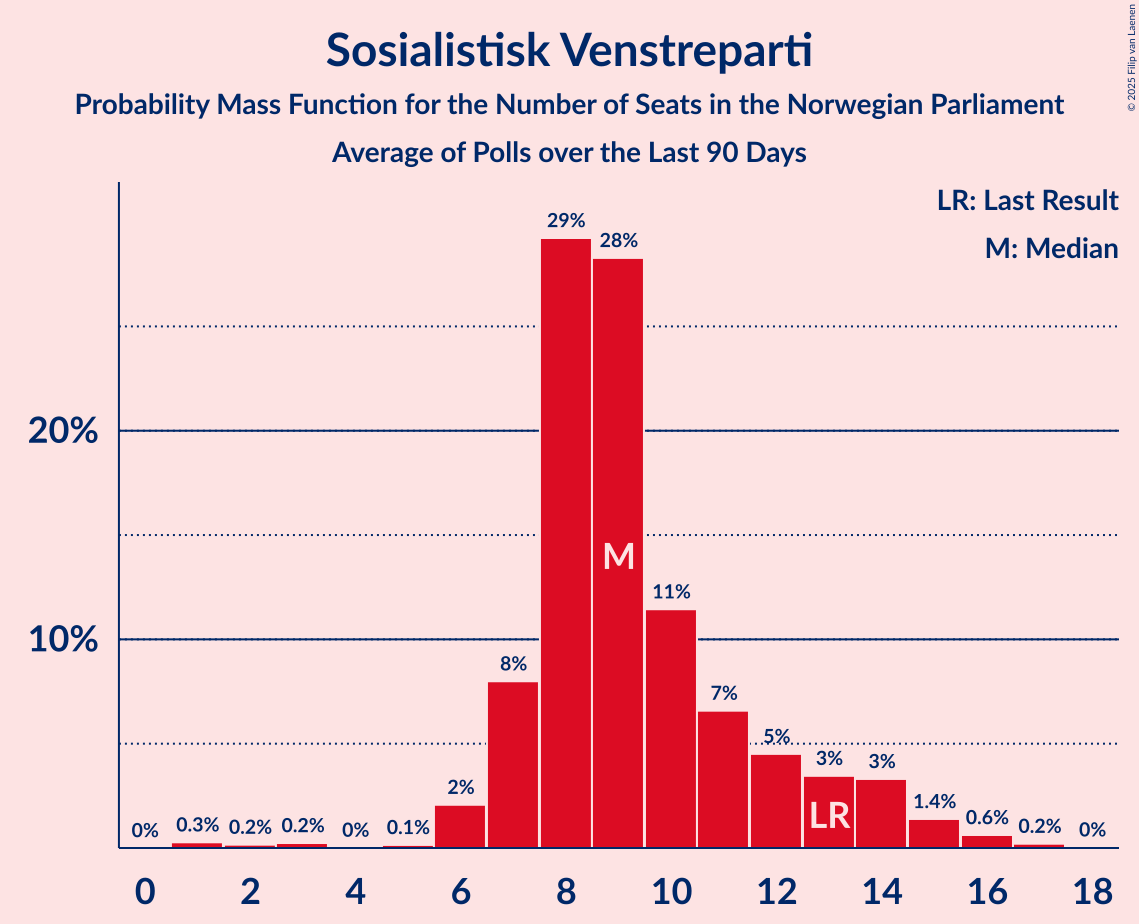 Sosialistisk Venstreparti
Probability Mass Function for the Number of Seats in the Norwegian Parliament
Average of Polls over the Last 90 Days
© 2025 Filip van Laenen
LR: Last Result
M: Median
29%
28%
20%
M
11%
10%
8%
7%
5%
3%
3%
2%
1.4%
LR
0.6%
0%
0.3%
0.2%
0.2%
0%
0.1%
0.2%
0%
0 2 4 6 8 10 12 14 16 18